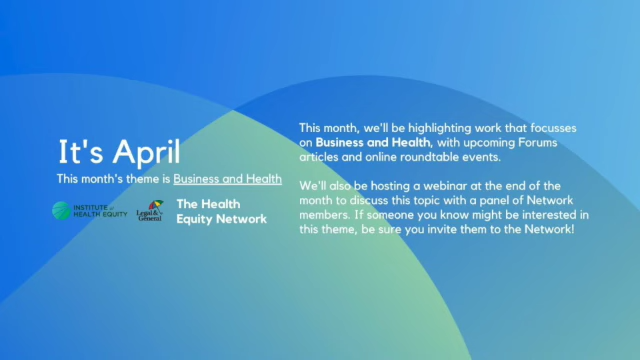 It's April
This month's theme is Business and Health
INSTITUTE of
HEALTH EQUITY
Legal &
General
The Health
Equity Network
This month, we'll be highlighting work that focusses
on Business and Health, with upcoming Forums
articles and online roundtable events.
We'll also be hosting a webinar at the end of the
month to discuss this topic with a panel of Network
members. If someone you know might be interested in
this theme, be sure you invite them to the Network!